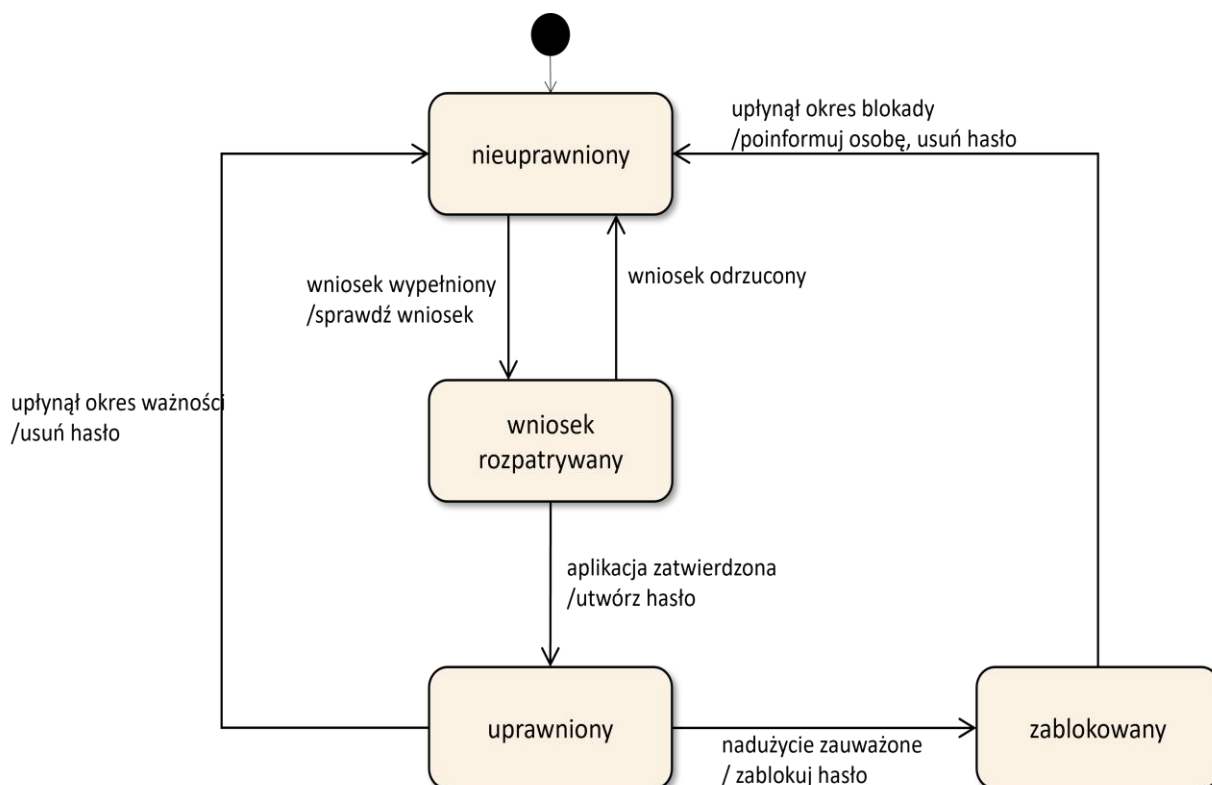 nieuprawniony
upłynął okres blokady
/poinformuj osobę, usuń hasło
wniosek wypełniony
/sprawdź wniosek
wniosek odrzucony
upłynął okres ważności
/usuń hasło
wniosek
rozpatrywany
aplikacja zatwierdzona
/utwórz hasło
uprawniony
nadużycie zauważone
/ zablokuj hasło
zablokowany